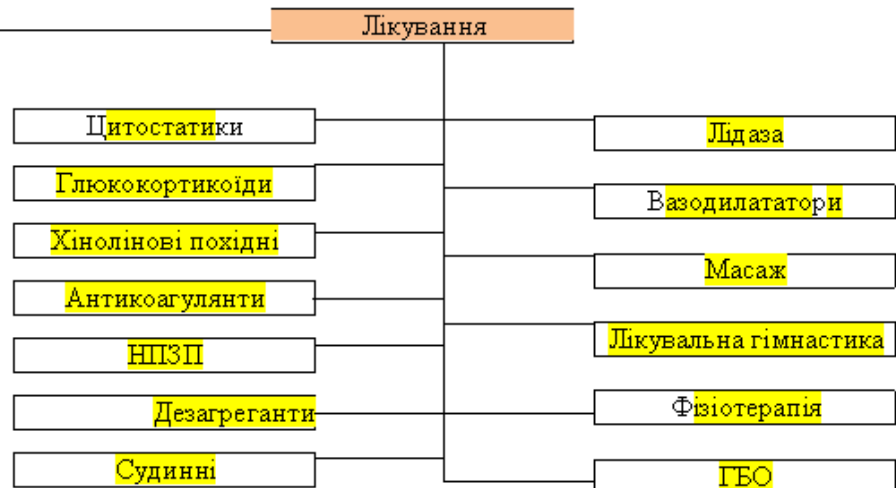 Лікування
Цитостатики
Глюкокортикоїди
Хінолінові похідні
Антикоагулянти
НПЗП
Дезагреганти
Судинні
Лідаза
Вазодилататори
Масаж
Лікувальна гімнастика
Фізіотерапія
ГБО